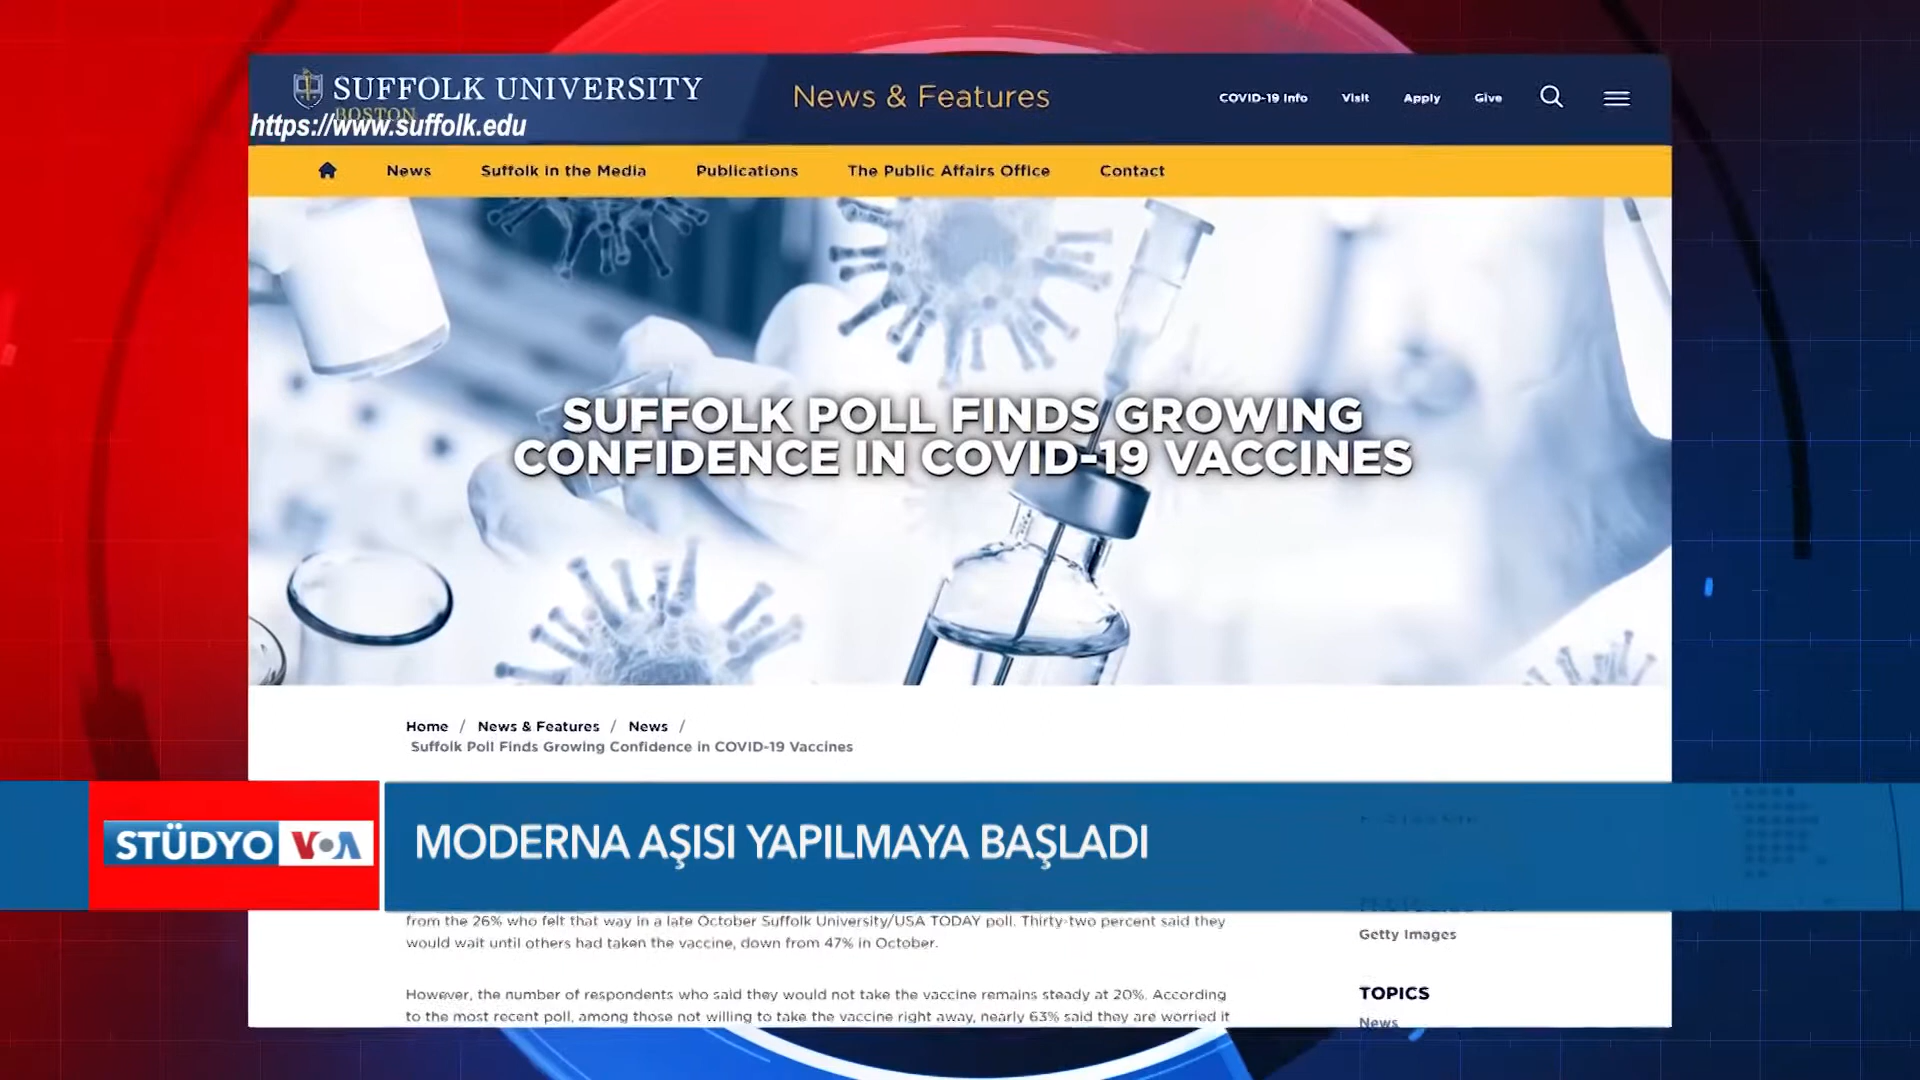 SUFFOLK UNIVERSITY
BOSTON
https://www.suffolk.edu
News & Features
COVID-19 Info Visit Apply Give
News Suffolk in the Media Publications The Public Affairs Office Contact
SUFFOLK POLL FINDS GROWING
CONFIDENCE IN COVID-19 VACCINES
Home / News & Features / News /
Suffolk Poll Finds Growing Confidence in COVID-19 Vaccines
STÜDYO VOA
MODERNA AŞISI YAPILMAYA BAŞLADI
from the 26% who felt that way in a late October Suffolk University/USA TODAY poll. Thirty-two percent said they
would wait until others had taken the vaccine, down from 47% in October.
However, the number of respondents who said they would not take the vaccine remains steady at 20%. According
to the most recent poll, among those not willing to take the vaccine right away, nearly 63% said they are worried it
Getty Images
TOPICS
News